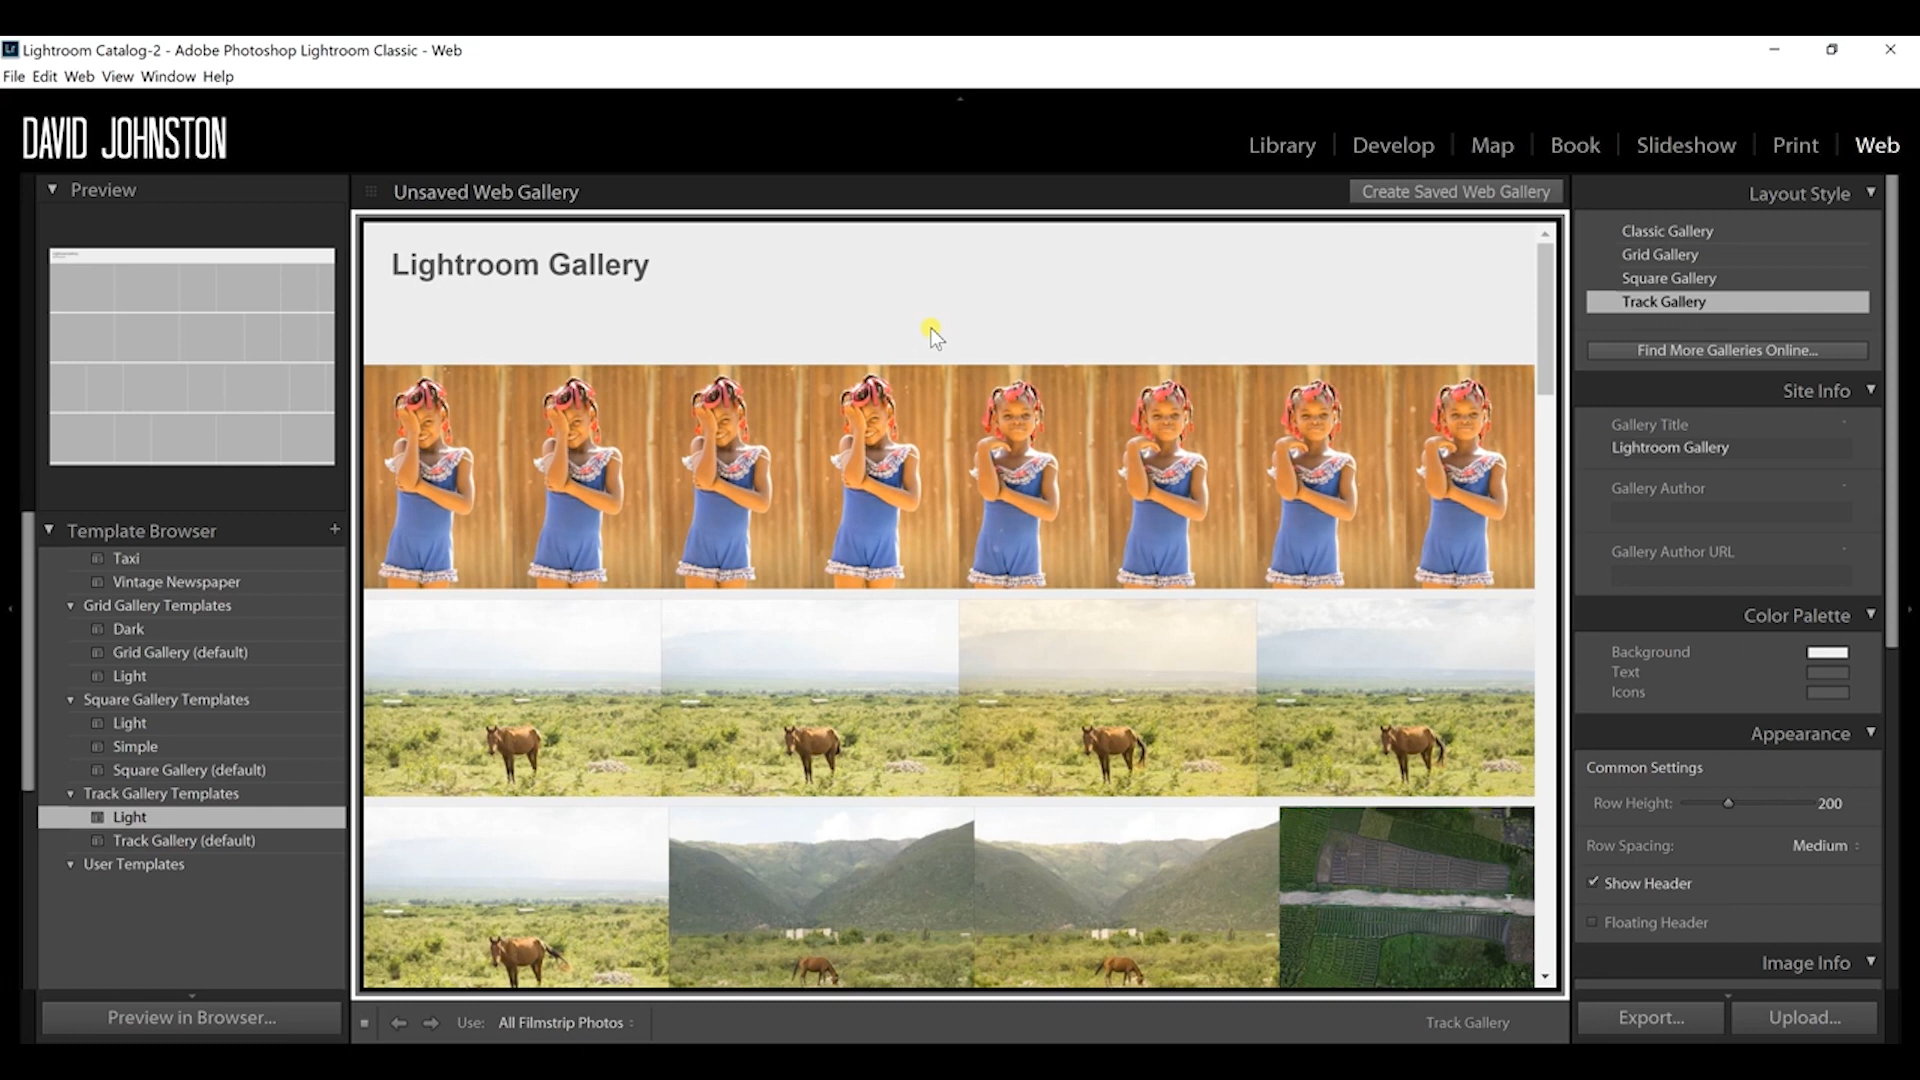 Lightroom Catalog-2 - Adobe Photoshop Lightroom Classic - Web
File Edit Web View Window Help
DAVID JOHNSTON
Library Develop Map Book Slideshow Print Web
Preview
Unsaved Web Gallery
Create Saved Web Gallery
Layout Style
Lightroom Gallery
Classic Gallery
Grid Gallery
Square Gallery
Track Gallery
Find More Galleries Online...
Site Info
Gallery Title
Lightroom Gallery
Gallery Author
Gallery Author URL
Color Palette
Background
Text
Icons
Appearance
Common Settings
Row Height: 200
Row Spacing: Medium
Show Header
Floating Header
Image Info
Template Browser +
Taxi
Vintage Newspaper
Grid Gallery Templates
Dark
Grid Gallery (default)
Light
Square Gallery Templates
Light
Simple
Square Gallery (default)
Track Gallery Templates
Light
Track Gallery (default)
User Templates
Preview in Browser...
Use: All Filmstrip Photos
Track Gallery
Export...
Upload...